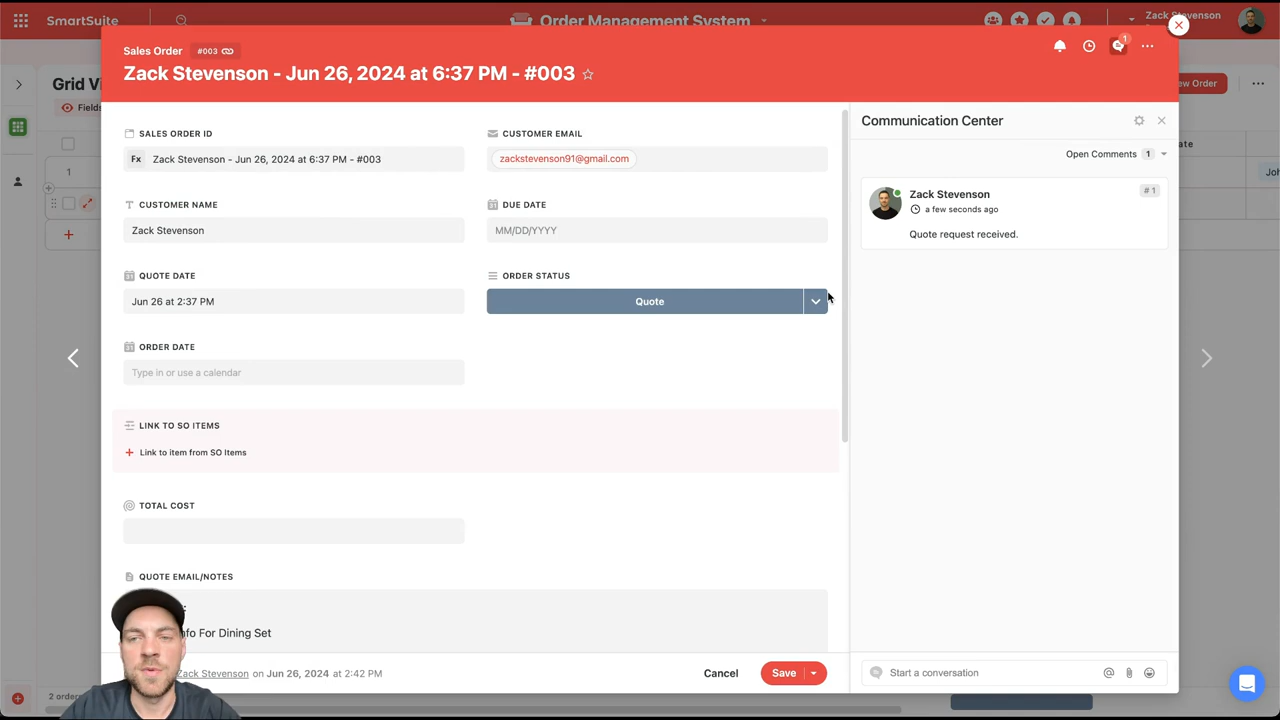 SmartSuite
Order Management System
Zack Stevenson
Sales Order
#003
Zack Stevenson - Jun 26, 2024 at 6:37 PM - #003
1
Grid Vi
Fields
ew Order
1
ate
Joh
SALES ORDER ID
CUSTOMER EMAIL
Fx Zack Stevenson - Jun 26, 2024 at 6:37 PM - #003
zackstevenson91@gmail.com
CUSTOMER NAME
DUE DATE
Zack Stevenson
MM/DD/YYYY
QUOTE DATE
ORDER STATUS
Jun 26 at 2:37 PM
Quote
ORDER DATE
Type in or use a calendar
LINK TO SO ITEMS
Link to item from SO Items
TOTAL COST
QUOTE EMAIL/NOTES
:
nfo For Dining Set
Zack Stevenson on Jun 26, 2024 at 2:42 PM
Cancel
Save
Communication Center
Open Comments 1
Zack Stevenson
# 1
a few seconds ago
Quote request received.
Start a conversation
2 orders